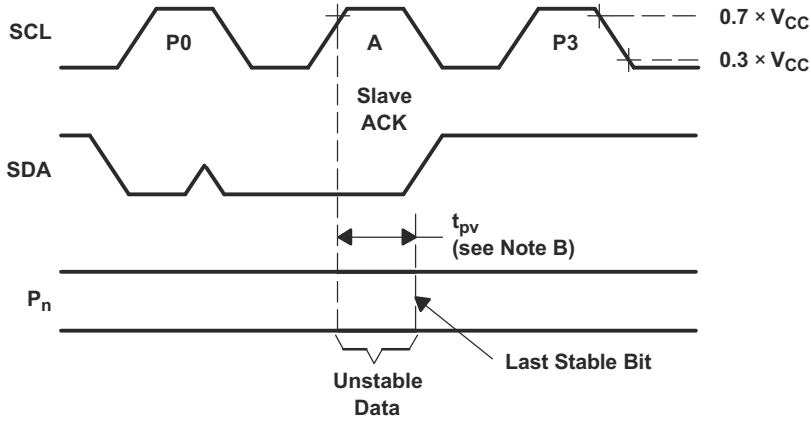 SCL
P0
A
P3
0.7 × VCC
0.3 × VCC
Slave
ACK
SDA
tpv
(see Note B)
Pn
Last Stable Bit
Unstable
Data